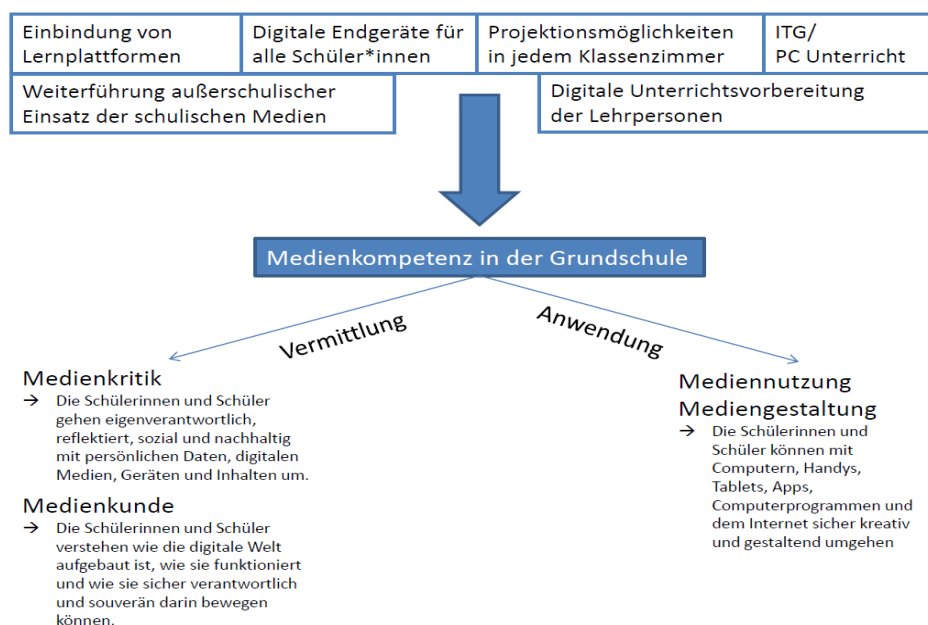 Einbindung von
Lernplattformen
Digitale Endgeräte für
alle Schüler*innen
Projektionsmöglichkeiten
in jedem Klassenzimmer
ITG/
PC Unterricht
Weiterführung außerschulischer
Einsatz der schulischen Medien
Digitale Unterrichtsvorbereitung
der Lehrpersonen
Medienkompetenz in der Grundschule
Vermittlung
Anwendung
Medienkritik
→ Die Schülerinnen und Schüler
gehen eigenverantwortlich,
reflektiert, sozial und nachhaltig
mit persönlichen Daten, digitalen
Medien, Geräten und Inhalten um.
Medienkunde
→ Die Schülerinnen und Schüler
verstehen wie die digitale Welt
aufgebaut ist, wie sie funktioniert
und wie sie sicher verantwortlich
und souverän darin bewegen
können.
Mediennutzung
Mediengestaltung
→ Die Schülerinnen und
Schüler können mit
Computern, Handys,
Tablets, Apps,
Computerprogrammen und
dem Internet sicher kreativ
und gestaltend umgehen